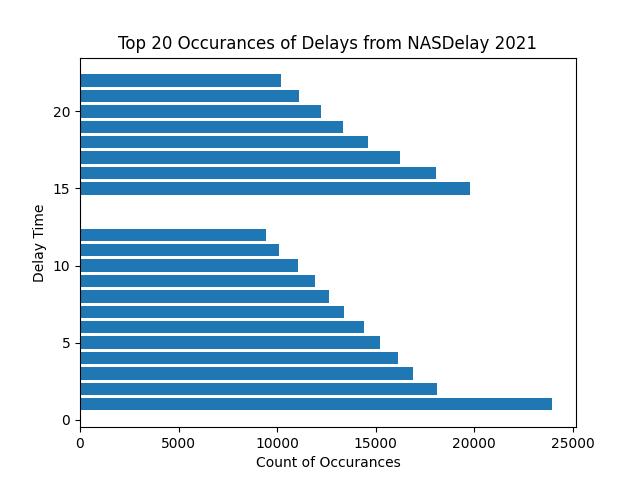 Top 20 Occurances of Delays from NASDelay 2021
20
15
10
5
0
Delay Time
0 5000 10000 15000 20000 25000
Count of Occurances